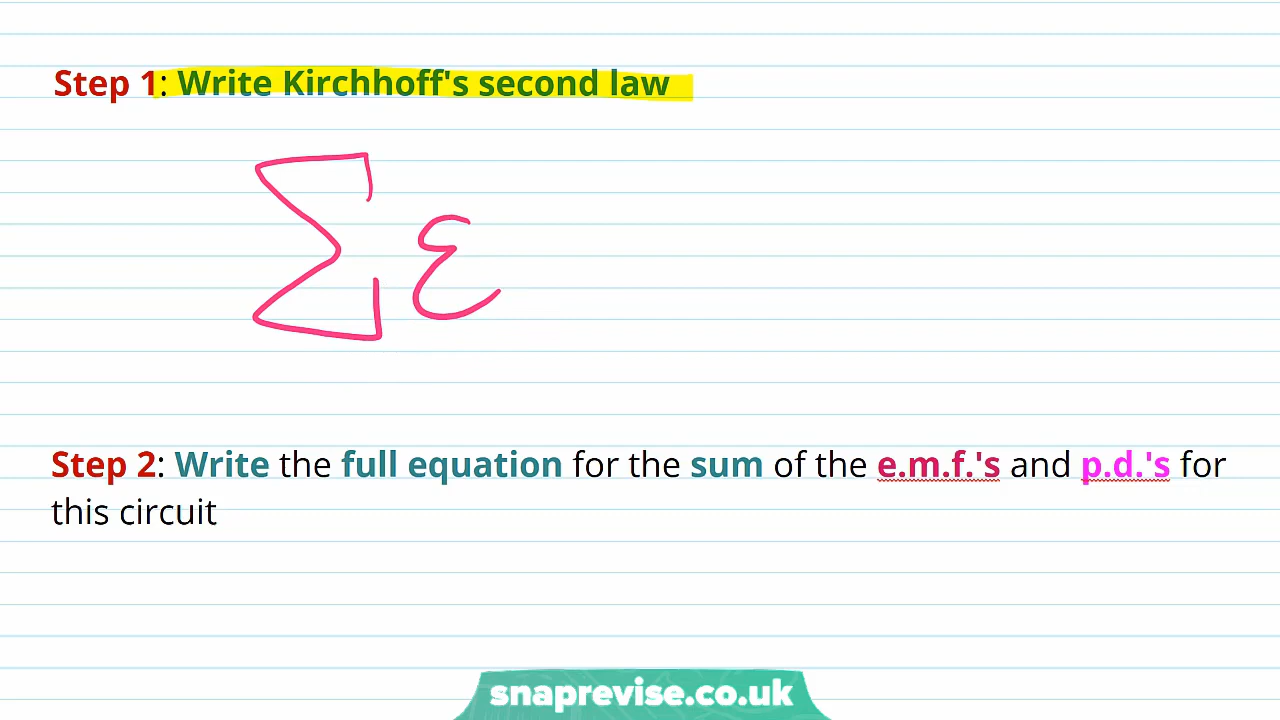 Step 1: Write Kirchhoff's second law
Σ ε
Step 2: Write the full equation for the sum of the e.m.f.'s and p.d.'s for
this circuit
snaprevise.co.uk